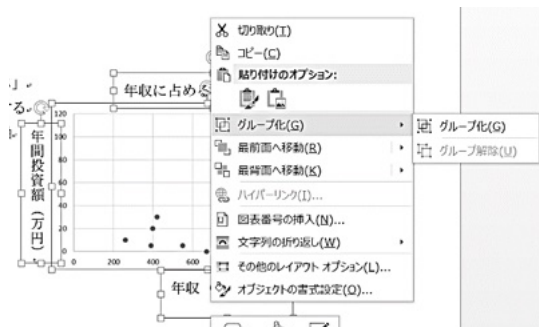 切り取り(T)
コピー(C)
貼り付けのオプション:
年収に占める
グループ化(G)
グループ化(G)
グループ解除(U)
最前面へ移動(R)
最背面へ移動(K)
ハイパーリンク(I)...
図表番号の挿入(N)...
文字列の折り返し(W)
その他のレイアウト オプション(L)...
オブジェクトの書式設定(O)...
年間投資額（万円）
120
100
80
60
40
20
0
0 200 400 600
年収